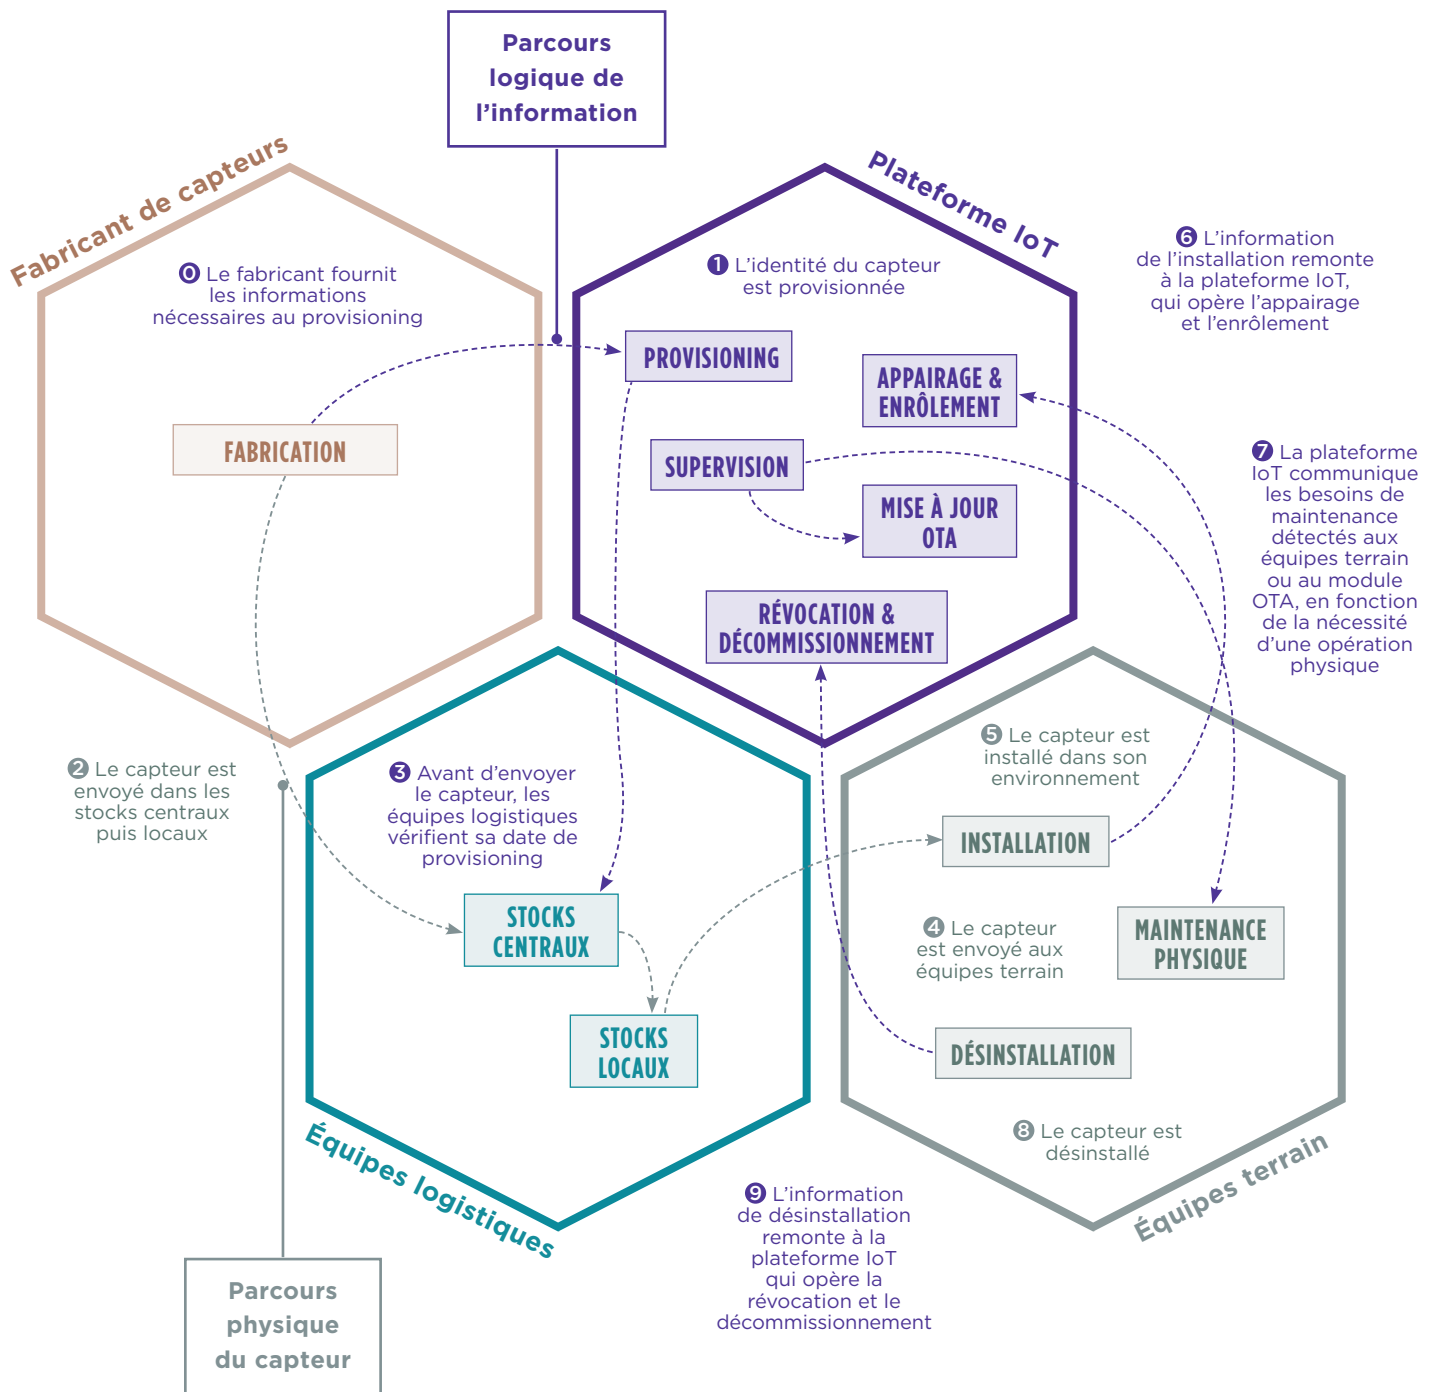 Parcours
logique de
l’information
Fabricant de capteurs
Plateforme IoT
⓿ Le fabricant fournit
les informations
nécessaires au provisioning
❶ L’identité du capteur
est provisionnée
❻ L’information
de l’installation remonte
à la plateforme IoT,
qui opère l’appairage
et l’enrôlement
PROVISIONING
APPAIRAGE &
ENRÔLEMENT
FABRICATION
SUPERVISION
MISE À JOUR
OTA
❼ La plateforme
IoT communique
les besoins de
maintenance
détectés aux
équipes terrain
ou au module
OTA, en fonction
de la nécessité
d’une opération
physique
RÉVOCATION &
DÉCOMMISSIONNEMENT
❷ Le capteur est
envoyé dans les
stocks centraux
puis locaux
❸ Avant d’envoyer
le capteur, les
équipes logistiques
vérifient sa date de
provisioning
❺ Le capteur est
installé dans son
environnement
INSTALLATION
STOCKS
CENTRAUX
❹ Le capteur
est envoyé aux
équipes terrain
MAINTENANCE
PHYSIQUE
STOCKS
LOCAUX
DÉSINSTALLATION
❽ Le capteur est
désinstallé
Équipes logistiques
Équipes terrain
❾ L’information
de désinstallation
remonte à la
plateforme IoT
qui opère la
révocation et le
décommissionnement
Parcours
physique
du capteur